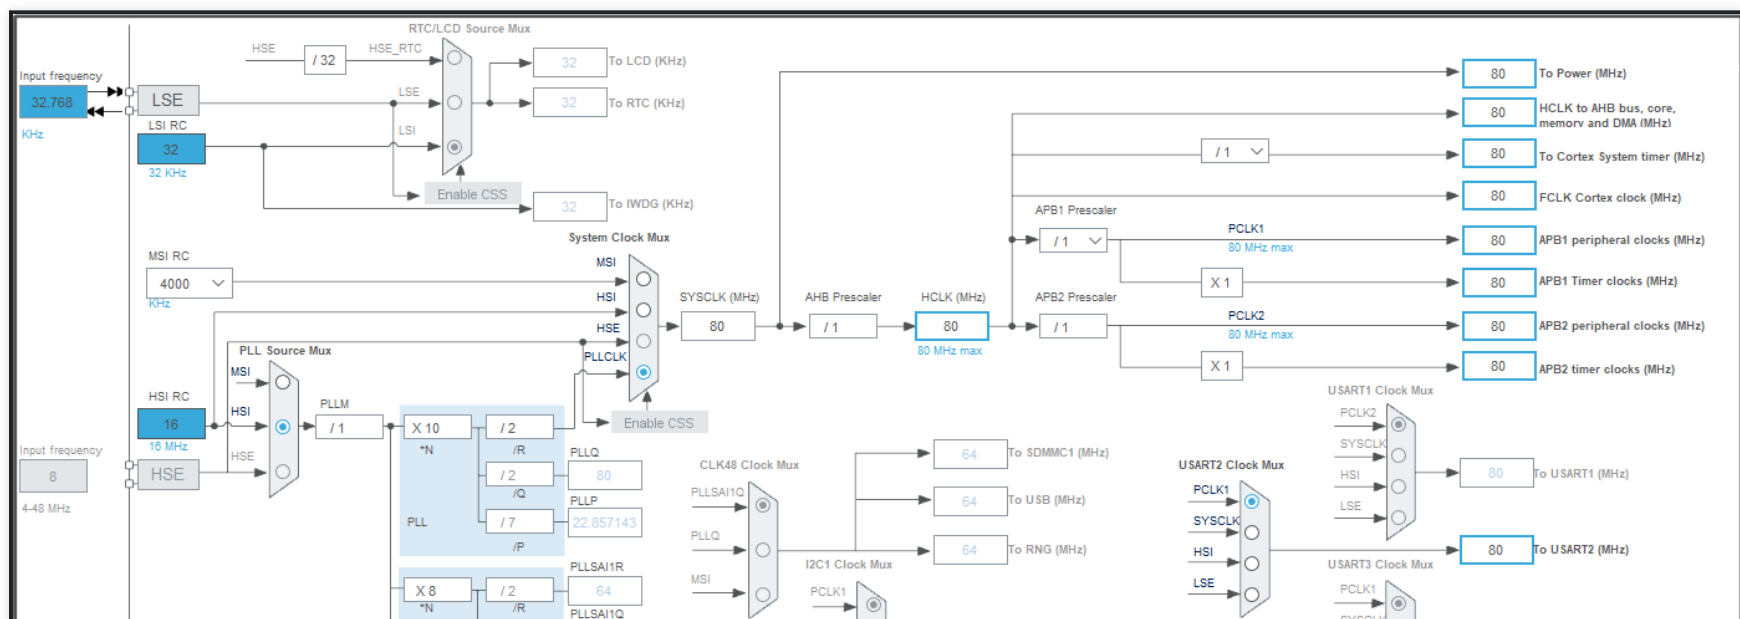 RTC/LCD Source Mux
HSE
/ 32
HSE_RTC
32
To LCD (KHz)
80
To Power (MHz)
Input frequency
32.768
KHz
LSE
LSE
32
To RTC (KHz)
80
HCLK to AHB bus, core,
memory and DMA (MHz)
LSI RC
32
32 KHz
LSI
/ 1
80
To Cortex System timer (MHz)
Enable CSS
32
To IWDG (KHz)
80
FCLK Cortex clock (MHz)
System Clock Mux
APB1 Prescaler
/ 1
PCLK1
80 MHz max
80
APB1 peripheral clocks (MHz)
MSI RC
4000
KHz
MSI
X 1
80
APB1 Timer clocks (MHz)
HSI
SYSCLK (MHz)
80
AHB Prescaler
/ 1
HCLK (MHz)
80
80 MHz max
APB2 Prescaler
/ 1
PCLK2
80 MHz max
80
APB2 peripheral clocks (MHz)
HSE
PLLCLK
X 1
80
APB2 timer clocks (MHz)
PLL Source Mux
MSI
HSI RC
16
16 MHz
HSI
PLLM
/ 1
X 10
*N
/ 2
/R
Enable CSS
Input frequency
8
4-48 MHz
HSE
HSE
PLLQ
/ 2
/Q
80
PLLP
PLL
/ 7
/P
22.857143
CLK48 Clock Mux
PLLSAI1Q
PLLQ
MSI
64
To SDMMC1 (MHz)
64
To USB (MHz)
64
To RNG (MHz)
USART1 Clock Mux
PCLK2
SYSCLK
HSI
LSE
80
To USART1 (MHz)
USART2 Clock Mux
PCLK1
SYSCLK
HSI
LSE
80
To USART2 (MHz)
PLLSAI1R
X 8
*N
/ 2
/R
64
PLLSAI1Q
I2C1 Clock Mux
PCLK1
USART3 Clock Mux
PCLK1
SYSCLK